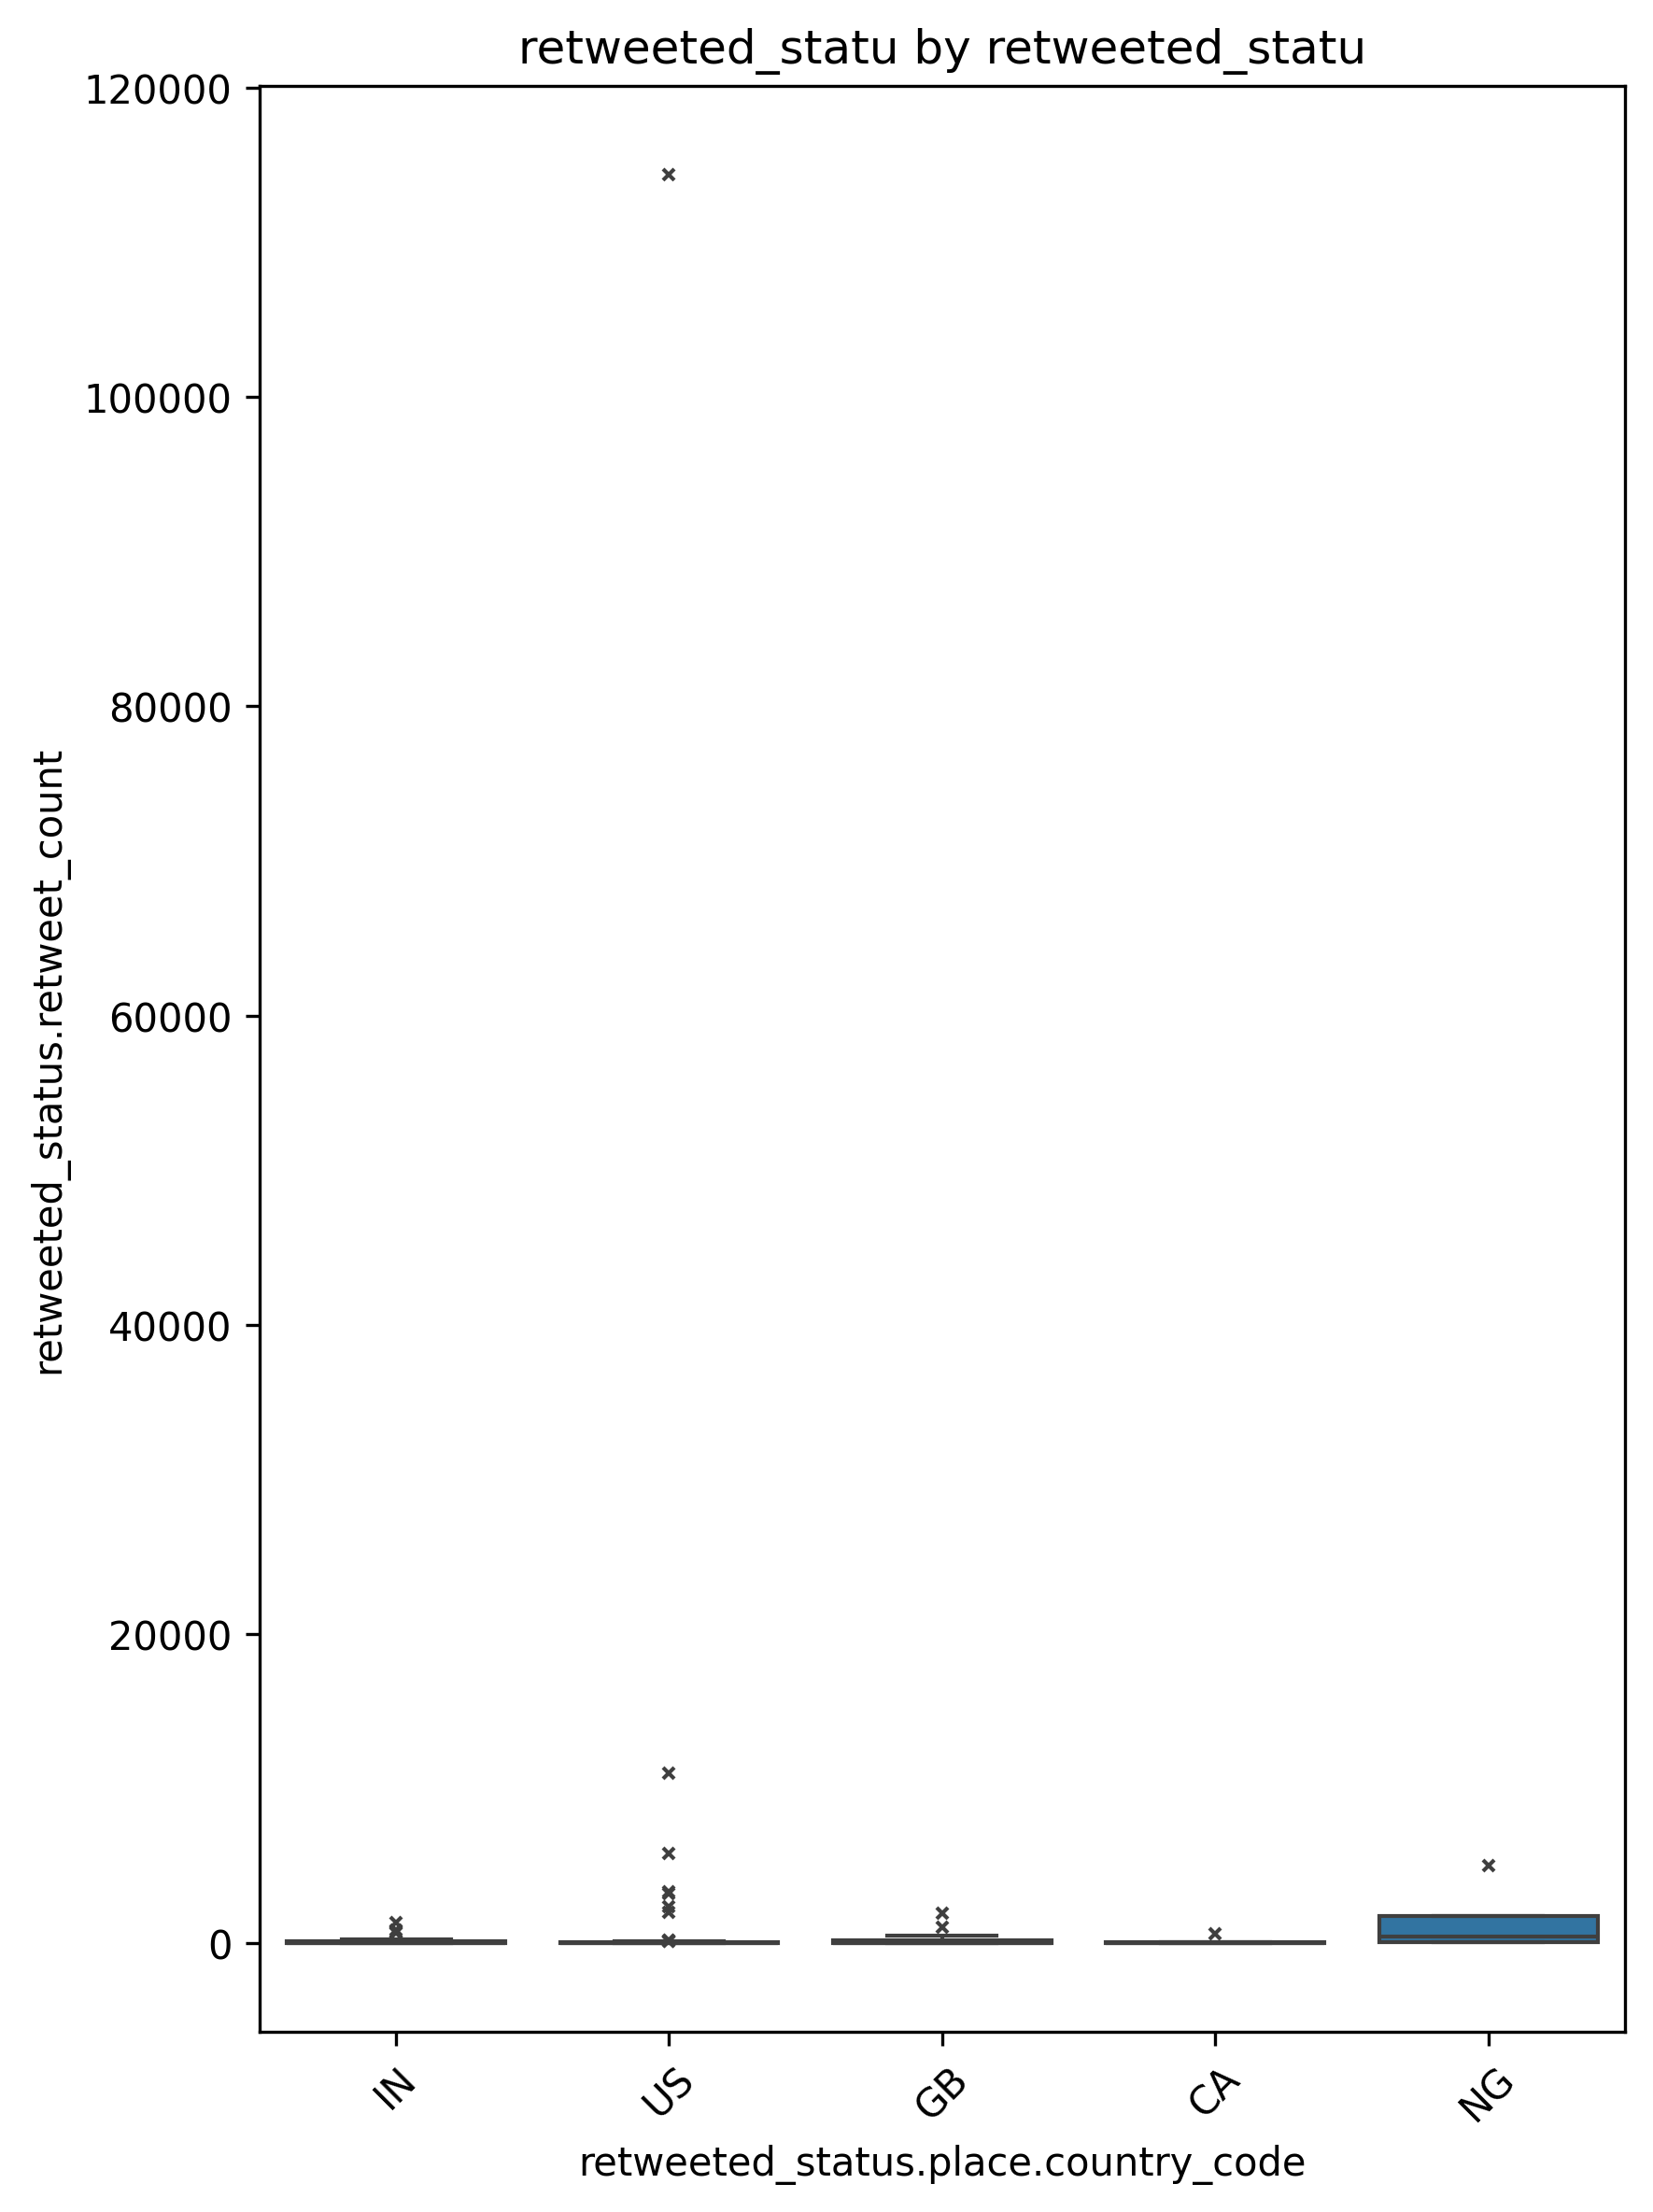 retweeted_statu by retweeted_statu
120000
100000
80000
60000
40000
20000
0
retweeted_status.retweet_count
IN
US
GB
CA
NG
retweeted_status.place.country_code